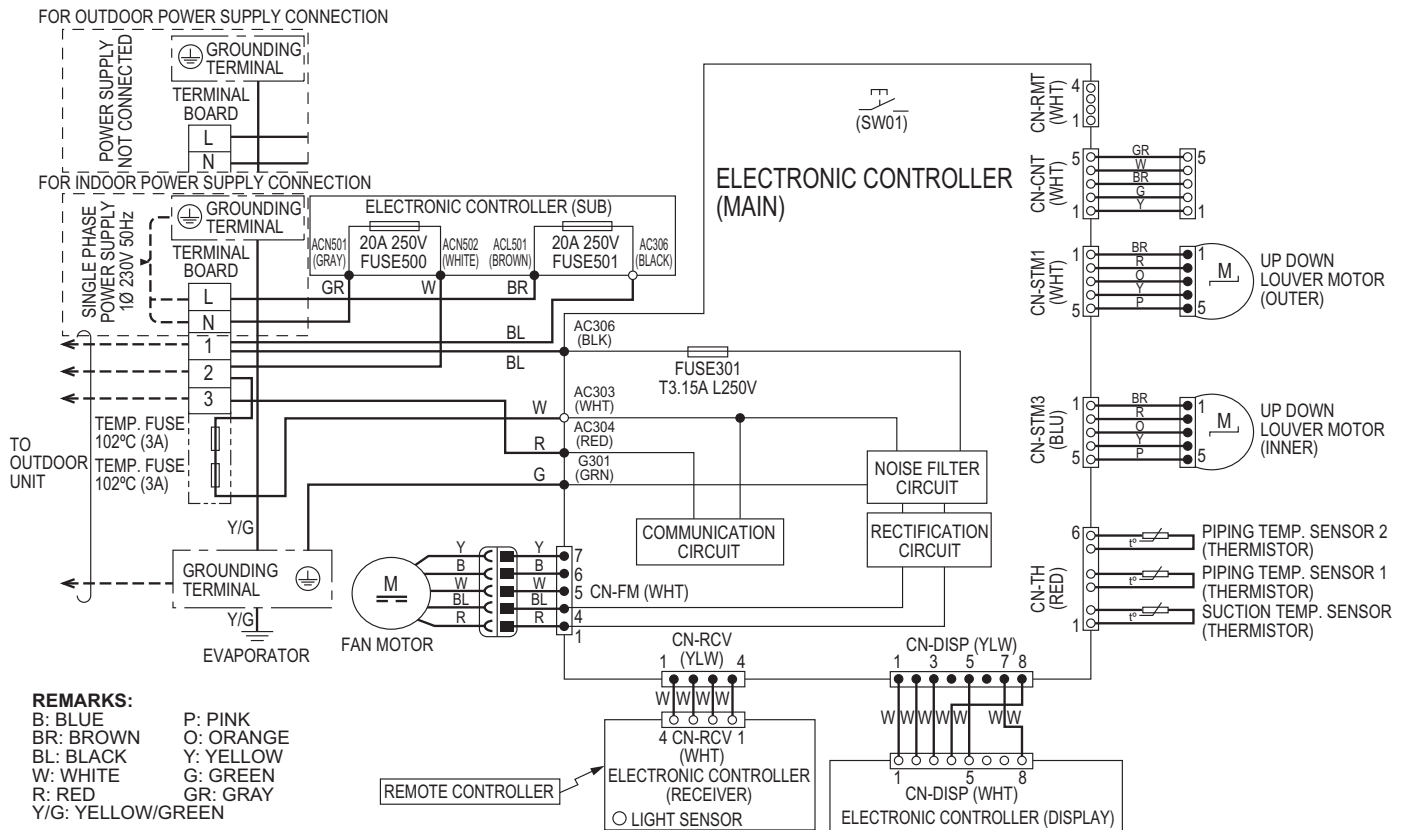 FOR OUTDOOR POWER SUPPLY CONNECTION
POWER SUPPLY
NOT CONNECTED
GROUNDING
TERMINAL
TERMINAL
BOARD
L
N
FOR INDOOR POWER SUPPLY CONNECTION
SINGLE PHASE
POWER SUPPLY
1Ø 230V 50Hz
GROUNDING
TERMINAL
TERMINAL
BOARD
L
N
1
2
3
ELECTRONIC CONTROLLER (SUB)
ACN501
(GRAY)
20A 250V
FUSE500
ACN502
(WHITE)
ACL501
(BROWN)
20A 250V
FUSE501
AC306
(BLACK)
GR
W
BR
BL
BL
W
R
G
TEMP. FUSE
102ºC (3A)
TEMP. FUSE
102ºC (3A)
TO
OUTDOOR
UNIT
Y/G
GROUNDING
TERMINAL
Y/G
EVAPORATOR
AC306
(BLK)
AC303
(WHT)
AC304
(RED)
G301
(GRN)
FUSE301
T3.15A L250V
(SW01)
ELECTRONIC CONTROLLER
(MAIN)
NOISE FILTER
CIRCUIT
COMMUNICATION
CIRCUIT
RECTIFICATION
CIRCUIT
M
FAN MOTOR
Y
B
W
BL
R
Y
B
W
BL
R
7
6
5
4
1
CN-FM (WHT)
CN-RMT
(WHT)
4
1
CN-CNT
(WHT)
5
1
GR
W
BR
G
Y
5
1
CN-STM1
(WHT)
1
5
BR
R
O
Y
P
1
5
M
UP DOWN
LOUVER MOTOR
(OUTER)
CN-STM3
(BLU)
1
5
BR
R
O
Y
P
1
5
M
UP DOWN
LOUVER MOTOR
(INNER)
CN-TH
(RED)
6
1
tº
PIPING TEMP. SENSOR 2
(THERMISTOR)
tº
PIPING TEMP. SENSOR 1
(THERMISTOR)
tº
SUCTION TEMP. SENSOR
(THERMISTOR)
CN-RCV
1 (YLW) 4
W W W W
4 CN-RCV 1
(WHT)
ELECTRONIC CONTROLLER
(RECEIVER)
LIGHT SENSOR
REMOTE CONTROLLER
CN-DISP (YLW)
1 3 5 7 8
W W W W W W W
1 5 8
CN-DISP (WHT)
ELECTRONIC CONTROLLER (DISPLAY)
REMARKS:
B: BLUE P: PINK
BR: BROWN O: ORANGE
BL: BLACK Y: YELLOW
W: WHITE G: GREEN
R: RED GR: GRAY
Y/G: YELLOW/GREEN